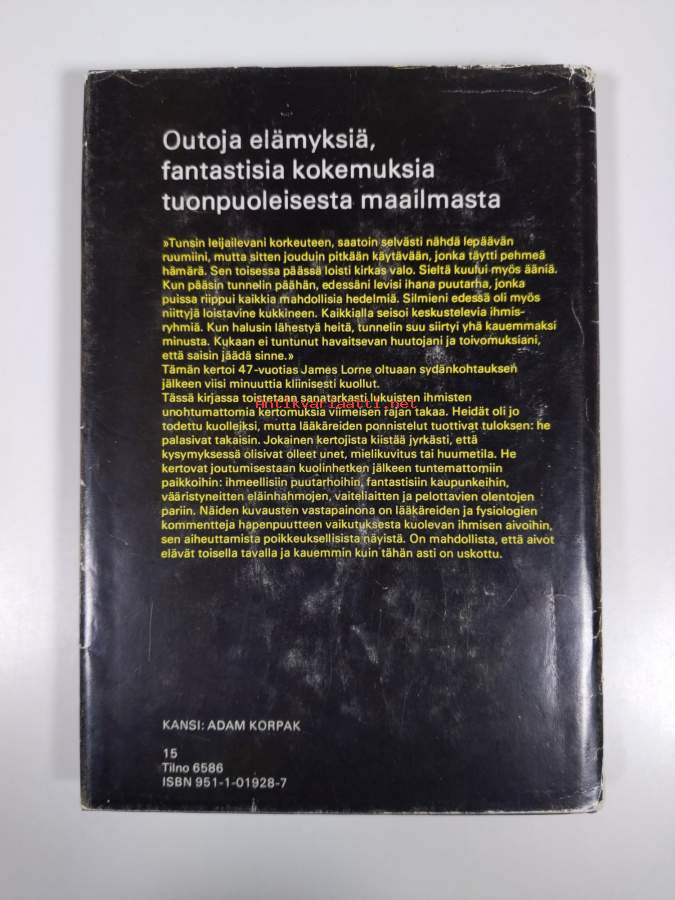 Outoja elämyksiä,
fantastisia kokemuksia
tuonpuoleisesta maailmasta
»Tunsin leijailevani korkeuteen, saatoin selvästi nähdä lepäävän
ruumiini, mutta sitten jouduin pitkään käytävään, jonka täytti pehmeä
hämärä. Sen toisessa päässä loisti kirkas valo. Sieltä kuului myös ääniä.
Kun pääsin tunnelin päähän, edessäni levisi ihana puutarha, jonka
puissa riippui kaikkia mahdollisia hedelmiä. Silmieni edessä oli myös
niittyjä loistavine kukkineen. Kaikkialla seisoi keskustelevia ihmis-
ryhmiä. Kun halusin lähestyä heitä, tunnelin suu siirtyi yhä kauemmaksi
minusta. Kukaan ei tuntunut havaitsevan huutojani ja toivomuksiani,
että saisin jäädä sinne.»
Tämän kertoi 47-vuotias James Lorne oltuaan sydänkohtauksen
jälkeen viisi minuuttia kliinisesti kuollut.
Tässä kirjassa toistetaan sanatarkasti lukuisten ihmisten
Antikvariaatti.net
unohtumattomia kertomuksia viimeisen rajan takaa. Heidät oli jo
todettu kuolleiksi, mutta lääkäreiden ponnistelut tuottivat tuloksen: he
palasivat takaisin. Jokainen kertojista kiistää jyrkästi, että
kysymyksessä olisivat olleet unet, mielikuvitus tai huumetila. He
kertovat joutumisestaan kuolinhetken jälkeen tuntemattomiin
paikkoihin: ihmeellisiin puutarhoihin, fantastisiin kaupunkeihin,
vääristyneitten eläinhahmojen, vaiteliaitten ja pelottavien olentojen
pariin. Näiden kuvausten vastapainona on lääkäreiden ja fysiologien
kommentteja hapenpuutteen vaikutuksesta kuolevan ihmisen aivoihin,
sen aiheuttamista poikkeuksellisista näyistä. On mahdollista, että aivot
elävät toisella tavalla ja kauemmin kuin tähän asti on uskottu.
KANSI: ADAM KORPAK
15
Tilno 6586
ISBN 951-1-01928-7